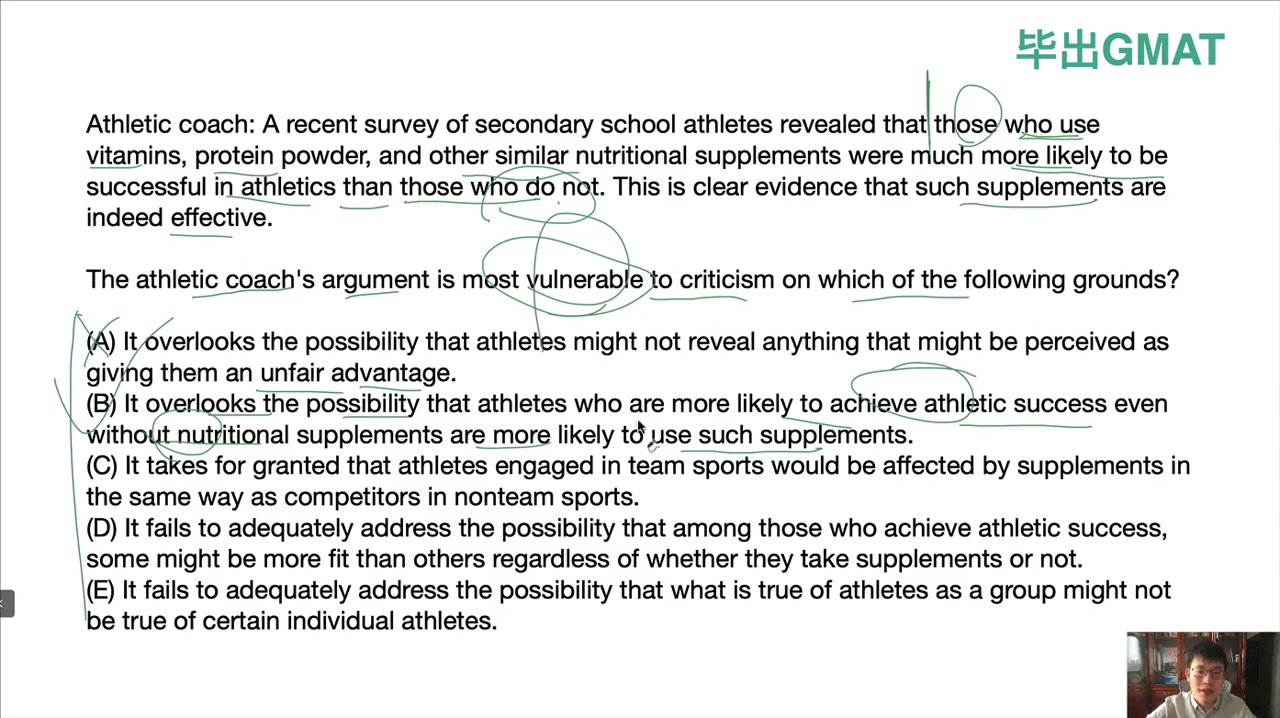 毕出GMAT
Athletic coach: A recent survey of secondary school athletes revealed that those who use
vitamins, protein powder, and other similar nutritional supplements were much more likely to be
successful in athletics than those who do not. This is clear evidence that such supplements are
indeed effective.
The athletic coach's argument is most vulnerable to criticism on which of the following grounds?
(A) It overlooks the possibility that athletes might not reveal anything that might be perceived as
giving them an unfair advantage.
(B) It overlooks the possibility that athletes who are more likely to achieve athletic success even
without nutritional supplements are more likely to use such supplements.
(C) It takes for granted that athletes engaged in team sports would be affected by supplements in
the same way as competitors in nonteam sports.
(D) It fails to adequately address the possibility that among those who achieve athletic success,
some might be more fit than others regardless of whether they take supplements or not.
(E) It fails to adequately address the possibility that what is true of athletes as a group might not
be true of certain individual athletes.